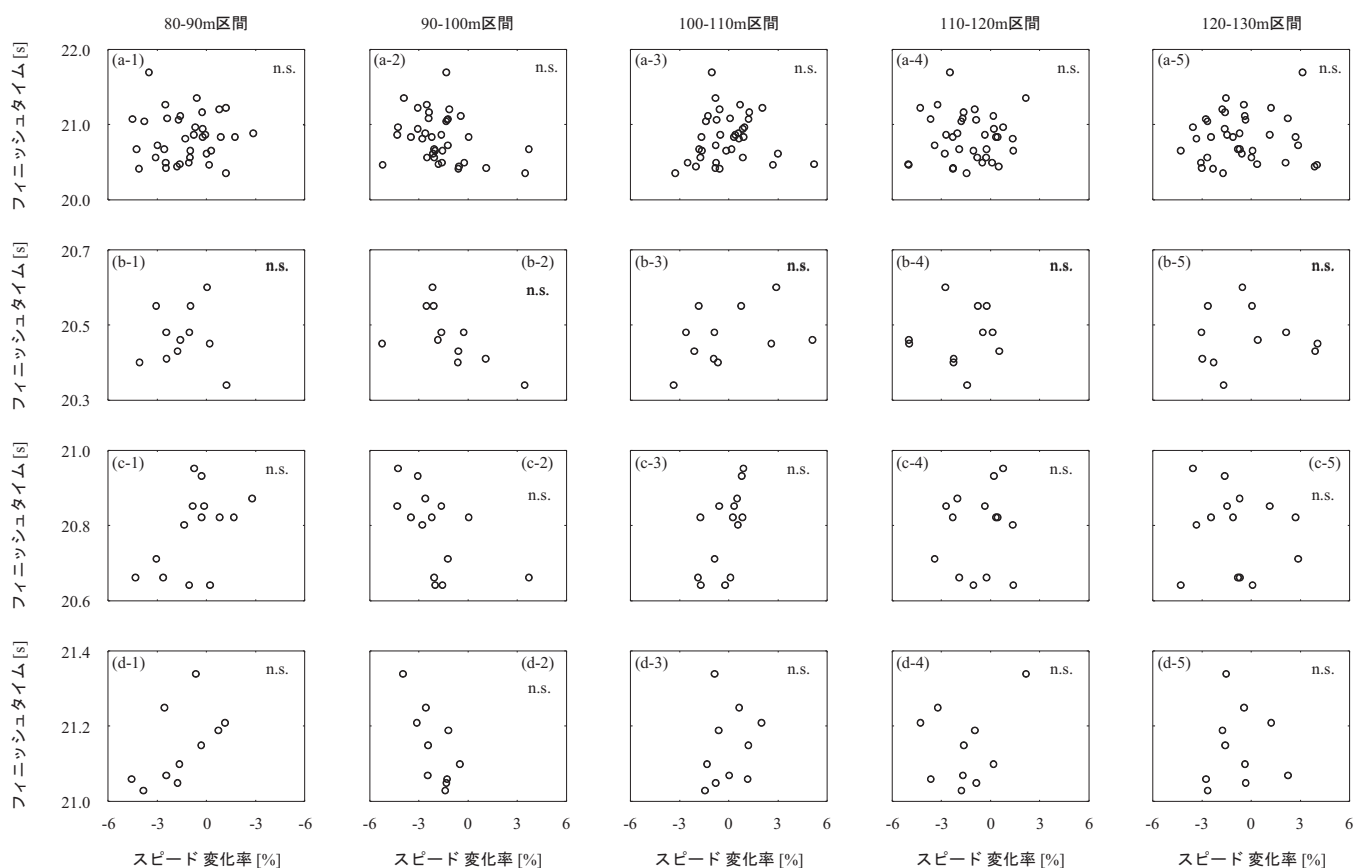 80-90m区間 90-100m区間 100-110m区間 110-120m区間 120-130m区間
フィニッシュタイム [s]
22.0
21.0
20.0
(a-1) n.s.
(a-2) n.s.
(a-3) n.s.
(a-4) n.s.
(a-5) n.s.
フィニッシュタイム [s]
20.7
20.5
20.3
(b-1) n.s.
(b-2)
n.s.
(b-3) n.s.
(b-4) n.s.
(b-5) n.s.
フィニッシュタイム [s]
21.0
20.8
20.6
(c-1) n.s.
(c-2)
n.s.
(c-3) n.s.
(c-4) n.s.
(c-5)
n.s.
フィニッシュタイム [s]
21.4
21.2
21.0
(d-1) n.s.
(d-2)
n.s.
(d-3) n.s.
(d-4) n.s.
(d-5) n.s.
-6 -3 0 -3 -6
-6 -3 0 3 6
-6 -3 0 3 6
-6 -3 0 3 6
-6 -3 0 3 6
スピード 変化率 [%] スピード 変化率 [%] スピード 変化率 [%] スピード 変化率 [%] スピード 変化率 [%]